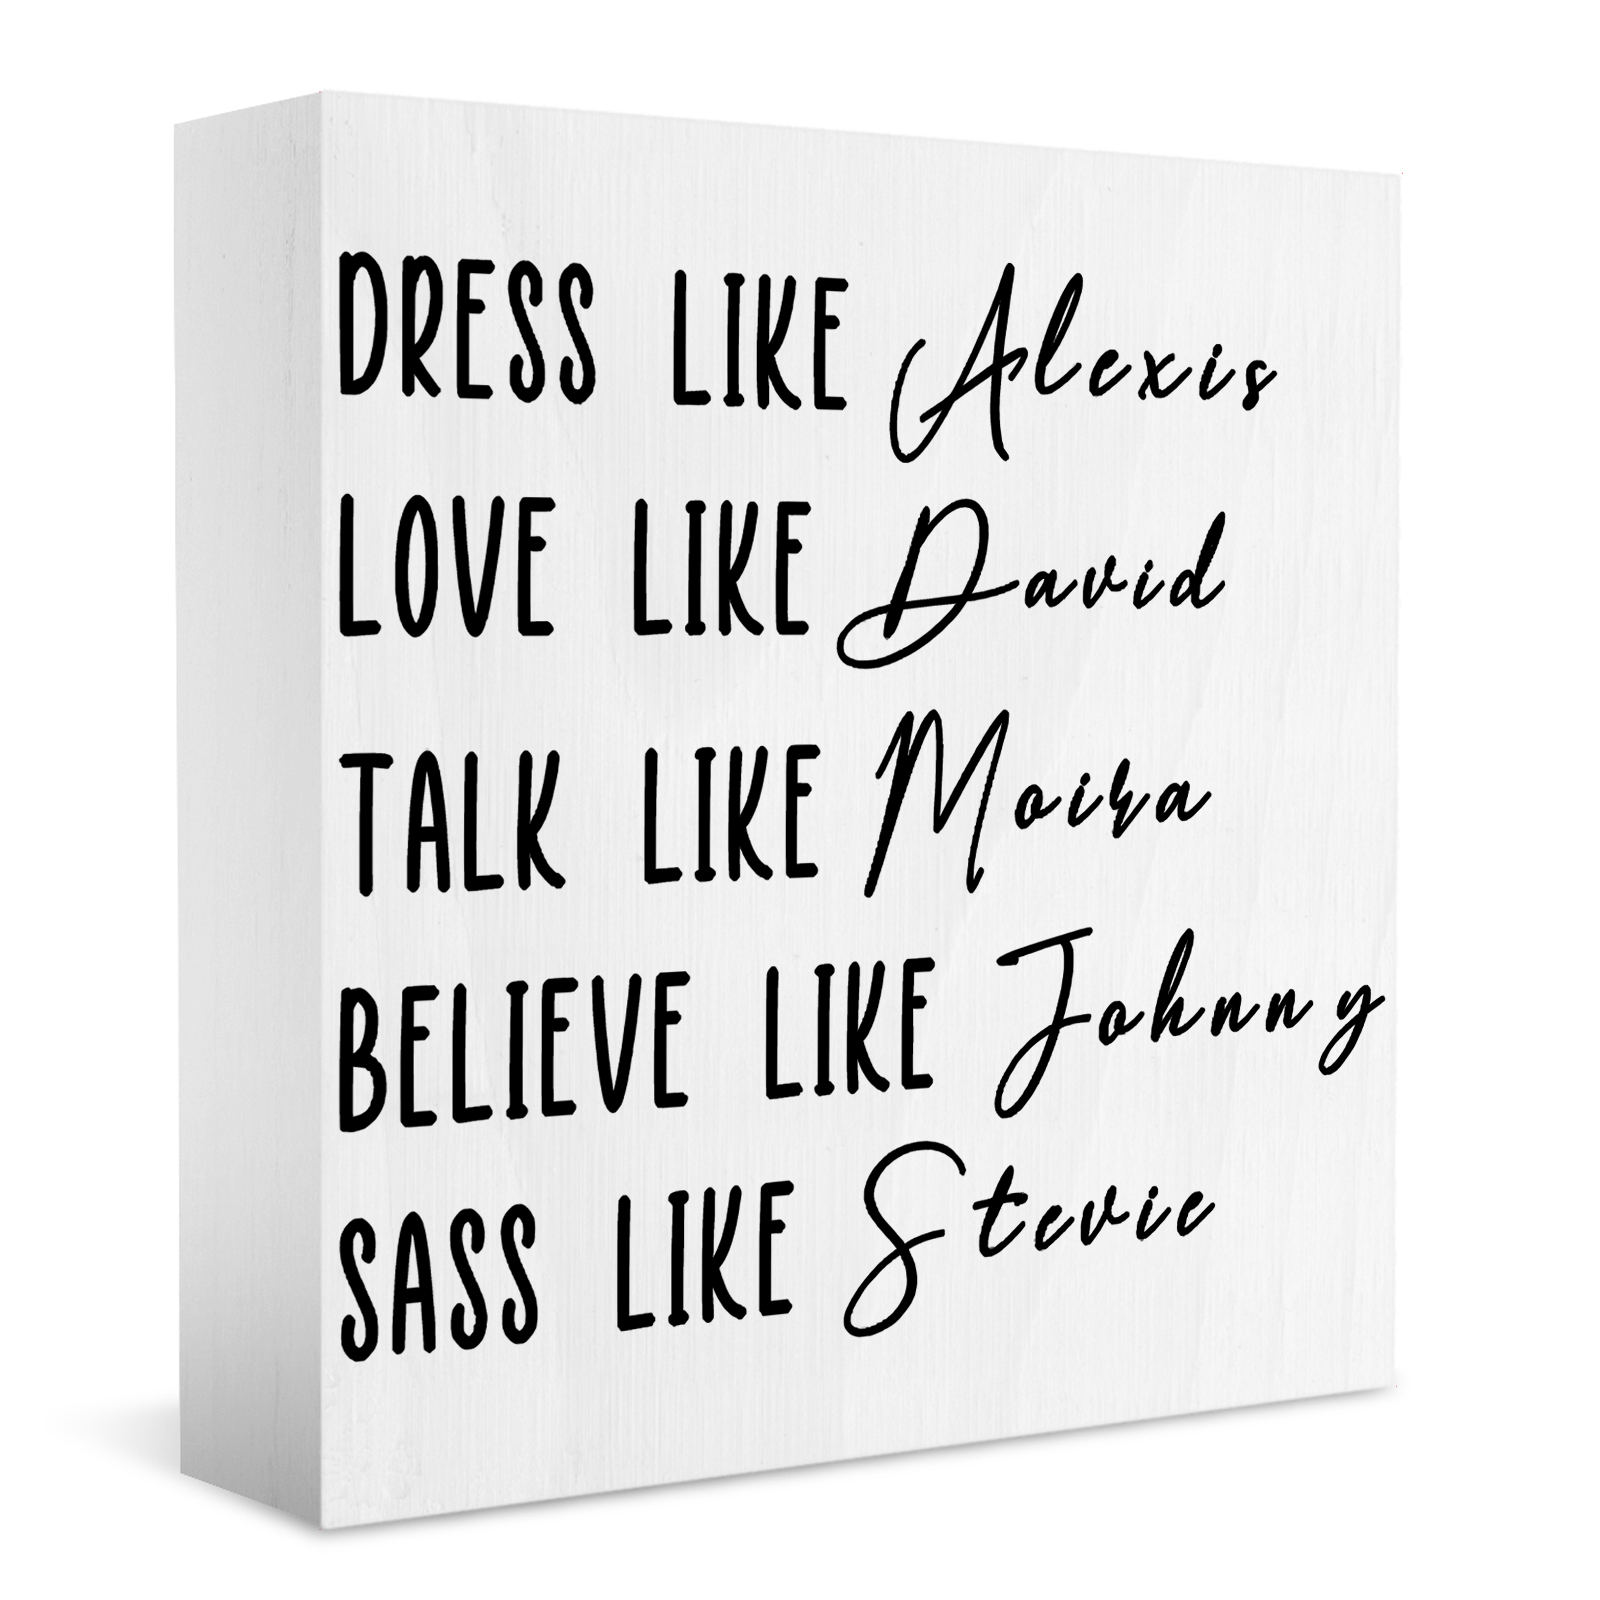 DRESS LIKE Alexis
LOVE LIKE David
TALK LIKE Moira
BELIEVE LIKE Johnny
SASS LIKE Stevie